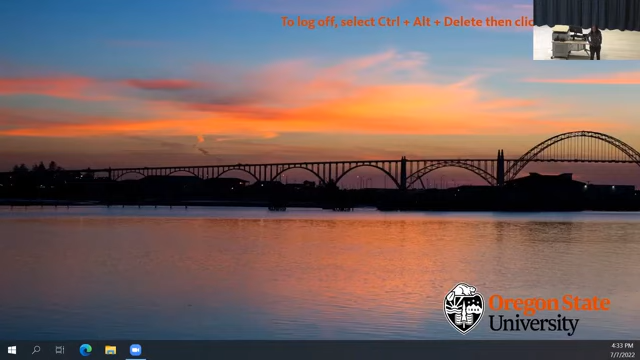 To log off, select Ctrl + Alt + Delete then clic
Oregon State
University
4:33 PM
7/7/2022